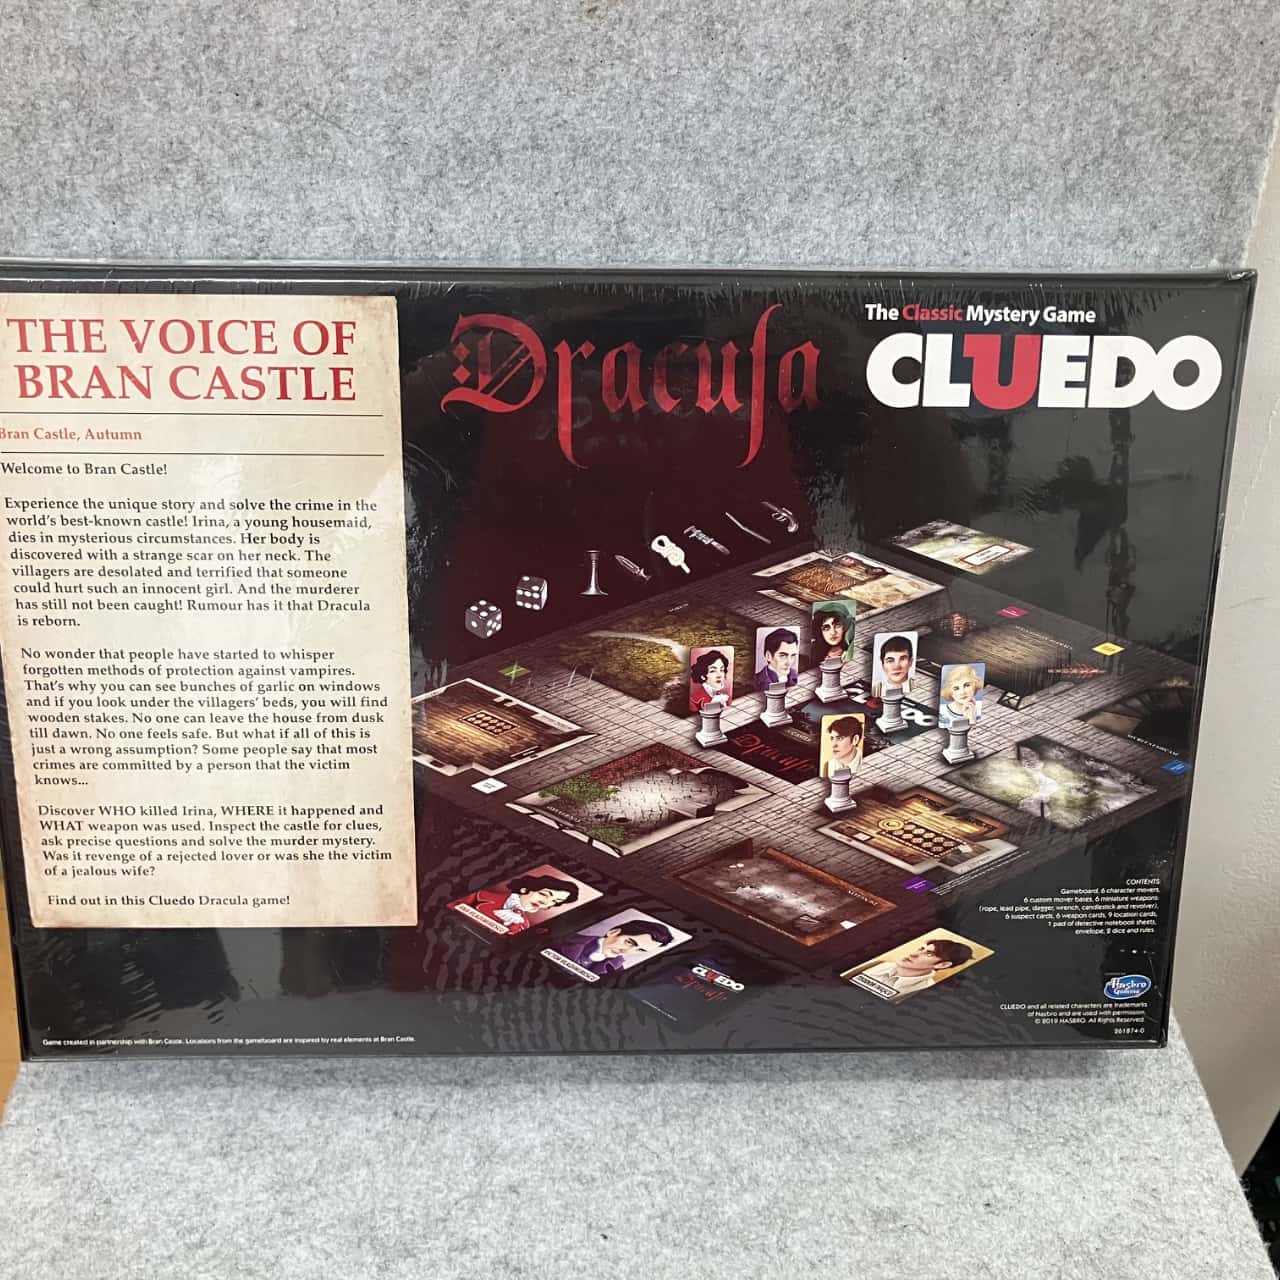 THE VOICE OF
BRAN CASTLE
Bran Castle, Autumn
Welcome to Bran Castle!
Experience the unique story and solve the crime in the
world's best-known castle! Irina, a young housemaid,
dies in mysterious circumstances. Her body is
discovered with a strange scar on her neck. The
villagers are desolated and terrified that someone
could hurt such an innocent girl. And the murderer
has still not been caught! Rumour has it that Dracula
is reborn.
No wonder that people have started to whisper
forgotten methods of protection against vampires.
That's why you can see bunches of garlic on windows
and if you look under the villagers' beds, you will find
wooden stakes. No one can leave the house from dusk
till dawn. No one feels safe. But what if all of this is
just a wrong assumption? Some people say that most
crimes are committed by a person that the victim
knows...
Discover WHO killed Irina, WHERE it happened and
WHAT weapon was used. Inspect the castle for clues,
ask precise questions and solve the murder mystery.
Was it revenge of a rejected lover or was she the victim
of a jealous wife?
Find out in this Cluedo Dracula game!
Dracula
The Classic Mystery Game
CLUEDO
Dracula
CLUEDO
Dracula
CONTENTS
Gameboard, 6 character movers,
6 custom mover bases, 6 miniature weapons
(rope, lead pipe, dagger, wrench, candlestick and revolver),
6 suspect cards, 6 weapon cards, 9 location cards,
1 pad of detective notebook sheets,
envelope, 2 dice and rules.
Hasbro
Gaming
CLUEDO and all related characters are trademarks
of Hasbro and are used with permission.
© 2019 HASBRO. All Rights Reserved.
261874-0
Game created in partnership with Bran Castle. Locations from the gameboard are inspired by real elements at Bran Castle.